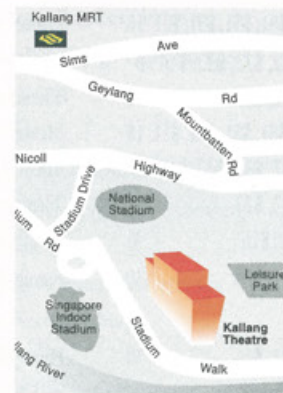 Kallang MRT
Sims Ave
Geylang Rd
Mountbatten Rd
Nicoll Highway
Stadium Drive
National
Stadium
Rd
Leisure
Park
Singapore
Indoor
Stadium
Kallang
Theatre
Stadium Walk
River